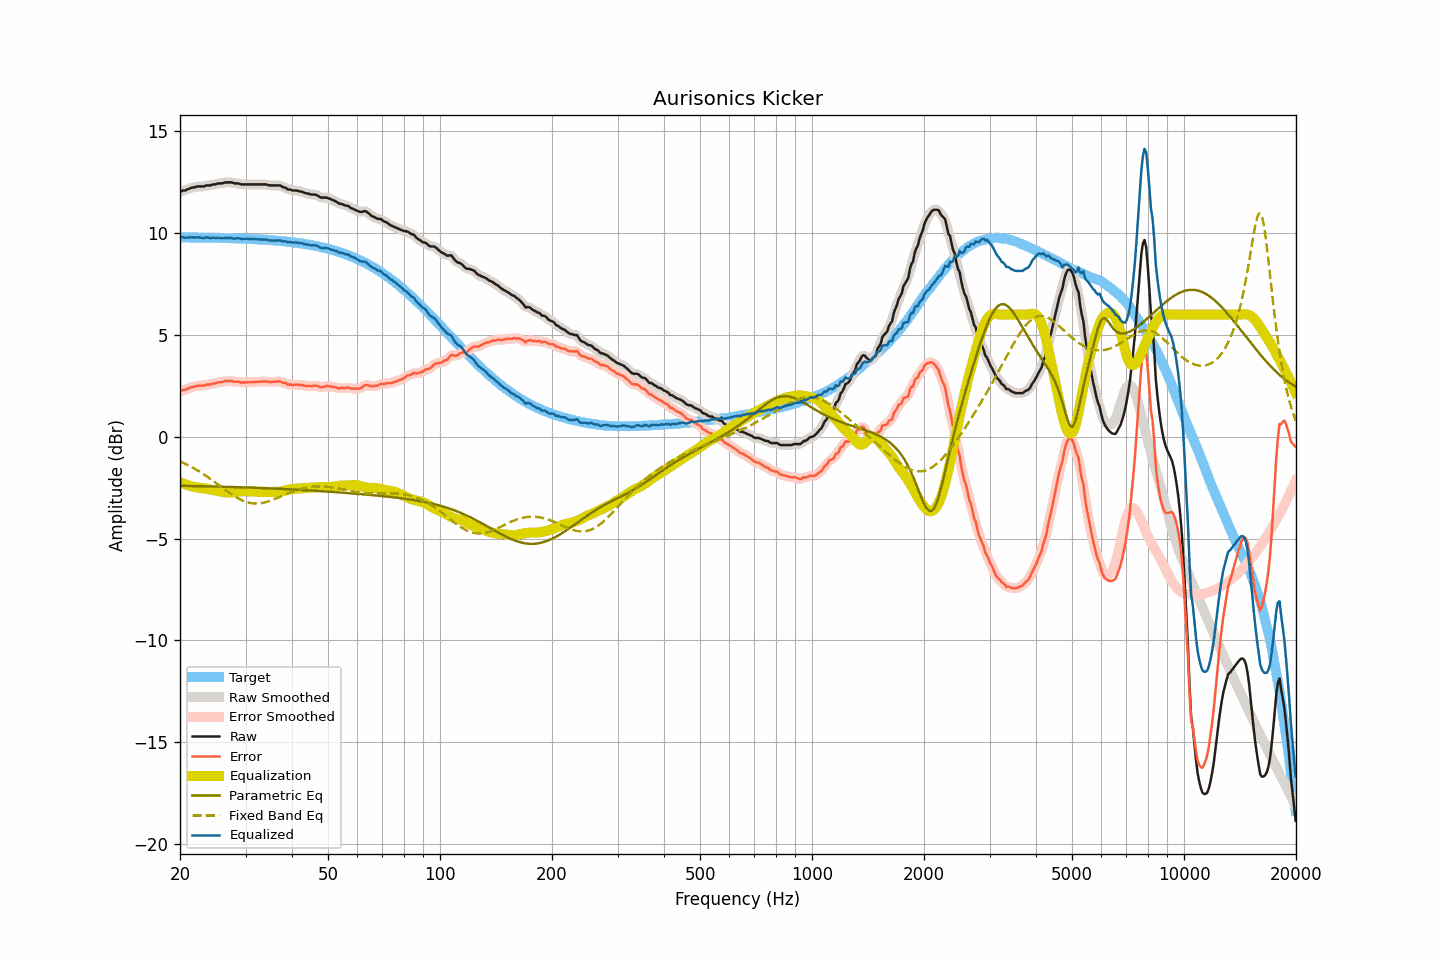 Aurisonics Kicker
Amplitude (dBr)
15
10
5
0
−5
−10
−15
−20
Target
Raw Smoothed
Error Smoothed
Raw
Error
Equalization
Parametric Eq
Fixed Band Eq
Equalized
20 50 100 200 500 1000 2000 5000 10000 20000
Frequency (Hz)